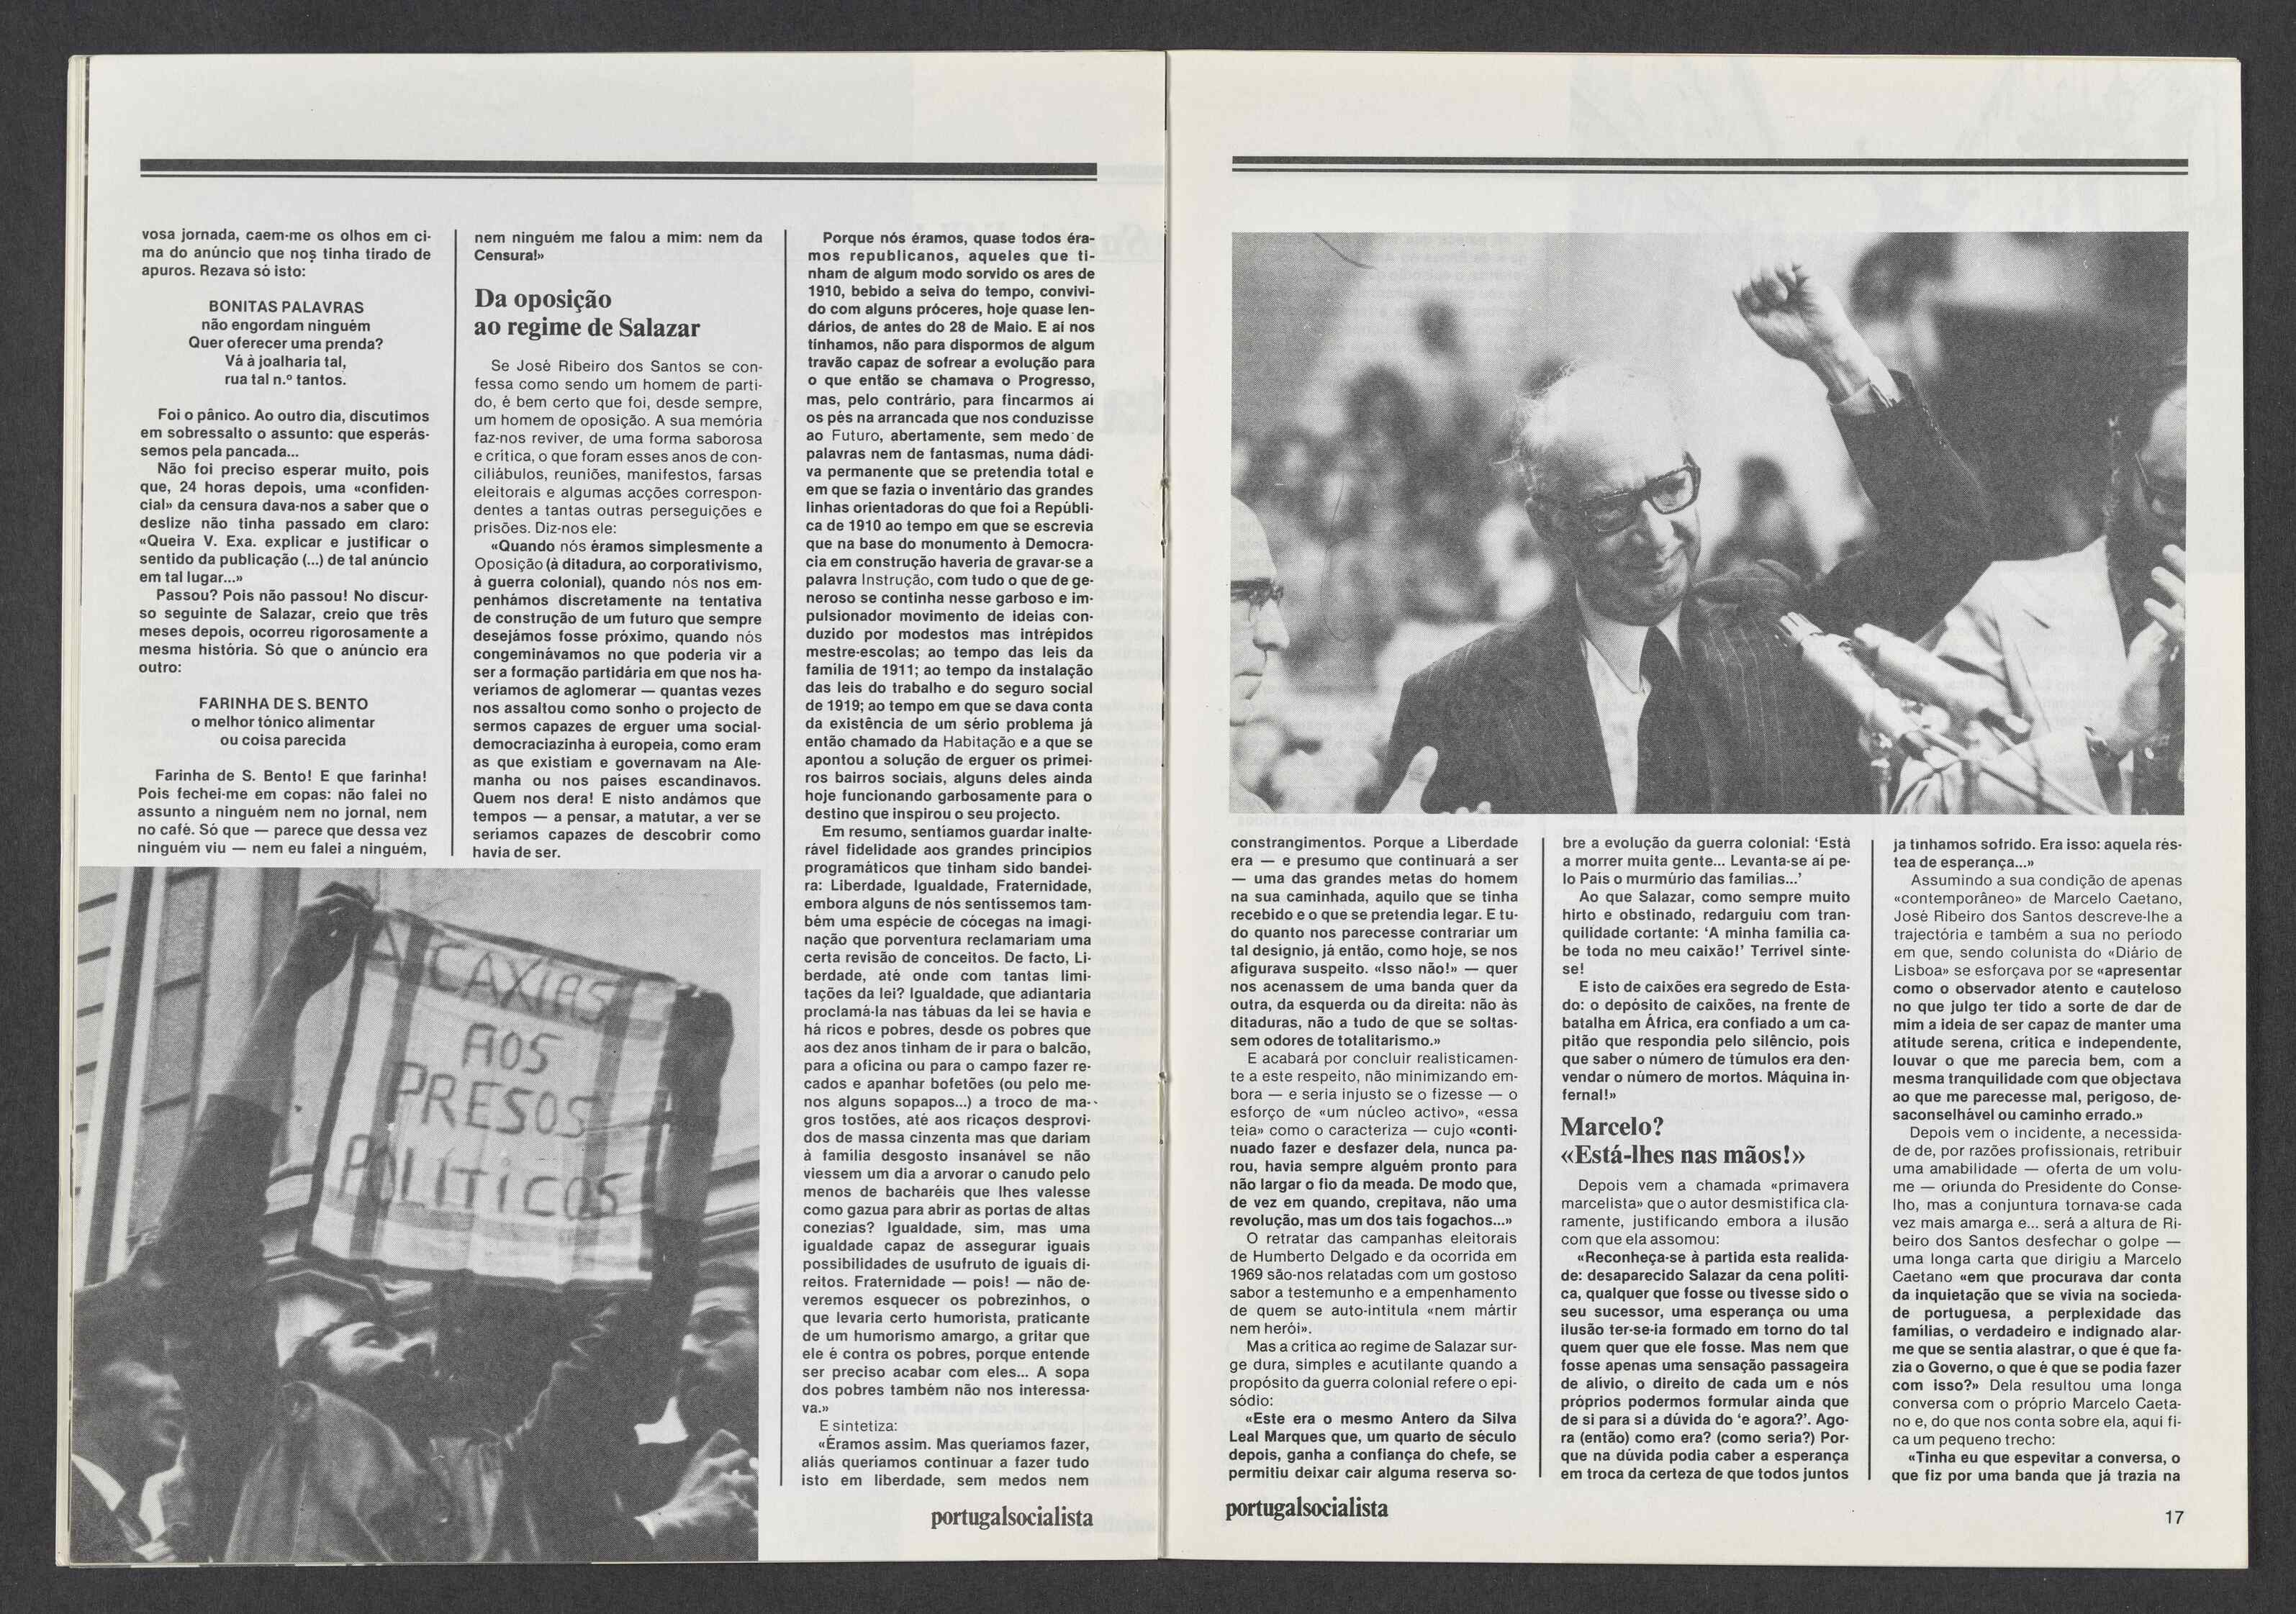 vosa jornada, caem-me os olhos em ci-
ma do anúncio que nos tinha tirado de
apuros. Rezava só isto:
BONITAS PALAVRAS
não engordam ninguém
Quer oferecer uma prenda?
Vá à joalharia tal,
rua tal n.º tantos.
Foi o pânico. Ao outro dia, discutimos
em sobressalto o assunto: que esperás-
semos pela pancada...
Não foi preciso esperar muito, pois
que, 24 horas depois, uma «confiden-
cial» da censura dava-nos a saber que o
deslize não tinha passado em claro:
«Queira V. Exa. explicar e justificar o
sentido da publicação (...) de tal anúncio
em tal lugar...»
Passou? Pois não passou! No discur-
so seguinte de Salazar, creio que três
meses depois, ocorreu rigorosamente a
mesma história. Só que o anúncio era
outro:
FARINHA DE S. BENTO
o melhor tónico alimentar
ou coisa parecida
Farinha de S. Bento! E que farinha!
Pois fechei-me em copas: não falei no
assunto a ninguém nem no jornal, nem
no café. Só que — parece que dessa vez
ninguém viu — nem eu falei a ninguém,
nem ninguém me falou a mim: nem da
Censura!»
Da oposição
ao regime de Salazar
Se José Ribeiro dos Santos se con-
fessa como sendo um homem de parti-
do, é bem certo que foi, desde sempre,
um homem de oposição. A sua memória
faz-nos reviver, de uma forma saborosa
e crítica, o que foram esses anos de con-
ciliábulos, reuniões, manifestos, farsas
eleitorais e algumas acções correspon-
dentes a tantas outras perseguições e
prisões. Diz-nos ele:
«Quando nós éramos simplesmente a
Oposição (à ditadura, ao corporativismo,
à guerra colonial), quando nós nos em-
penhámos discretamente na tentativa
de construção de um futuro que sempre
desejámos fosse próximo, quando nós
congeminávamos no que poderia vir a
ser a formação partidária em que nos ha-
veríamos de aglomerar — quantas vezes
nos assaltou como sonho o projecto de
sermos capazes de erguer uma social-
democraciazinha à europeia, como eram
as que existiam e governavam na Ale-
manha ou nos países escandinavos.
Quem nos dera! E nisto andámos que
tempos — a pensar, a matutar, a ver se
seríamos capazes de descobrir como
havia de ser.
A CAXIAS
AOS
PRESOS
POLÍTICOS
Porque nós éramos, quase todos éra-
mos republicanos, aqueles que ti-
nham de algum modo sorvido os ares de
1910, bebido a seiva do tempo, convivi-
do com alguns próceres, hoje quase len-
dários, de antes do 28 de Maio. E aí nos
tínhamos, não para dispormos de algum
travão capaz de sofrear a evolução para
o que então se chamava o Progresso,
mas, pelo contrário, para fincarmos aí
os pés na arrancada que nos conduzisse
ao Futuro, abertamente, sem medo de
palavras nem de fantasmas, numa dádi-
va permanente que se pretendia total e
em que se fazia o inventário das grandes
linhas orientadoras do que foi a Repúbli-
ca de 1910 ao tempo em que se escrevia
que na base do monumento à Democra-
cia em construção haveria de gravar-se a
palavra Instrução, com tudo o que de ge-
neroso se continha nesse garboso e im-
pulsionador movimento de ideias con-
duzido por modestos mas intrépidos
mestre-escolas; ao tempo das leis da
família de 1911; ao tempo da instalação
das leis do trabalho e do seguro social
de 1919; ao tempo em que se dava conta
da existência de um sério problema já
então chamado da Habitação e a que se
apontou a solução de erguer os primei-
ros bairros sociais, alguns deles ainda
hoje funcionando garbosamente para o
destino que inspirou o seu projecto.
Em resumo, sentíamos guardar inalte-
rável fidelidade aos grandes princípios
programáticos que tinham sido bandei-
ra: Liberdade, Igualdade, Fraternidade,
embora alguns de nós sentíssemos tam-
bém uma espécie de cócegas na imagi-
nação que porventura reclamariam uma
certa revisão de conceitos. De facto, Li-
berdade, até onde com tantas limi-
tações da lei? Igualdade, que adiantaria
proclamá-la nas tábuas da lei se havia e
há ricos e pobres, desde os pobres que
aos dez anos tinham de ir para o balcão,
para a oficina ou para o campo fazer re-
cados e apanhar bofetões (ou pelo me-
nos alguns sopapos...) a troco de ma-
gros tostões, até aos ricaços desprovi-
dos de massa cinzenta mas que dariam
à família desgosto insanável se não
viessem um dia a arvorar o canudo pelo
menos de bacharéis que lhes valesse
como gazua para abrir as portas de altas
conezias? Igualdade, sim, mas uma
igualdade capaz de assegurar iguais
possibilidades de usufruto de iguais di-
reitos. Fraternidade — pois! — não de-
veremos esquecer os pobrezinhos, o
que levaria certo humorista, praticante
de um humorismo amargo, a gritar que
ele é contra os pobres, porque entende
ser preciso acabar com eles... A sopa
dos pobres também não nos interessa-
va.»
E sintetiza:
«Éramos assim. Mas queríamos fazer,
aliás queríamos continuar a fazer tudo
isto em liberdade, sem medos nem
portugalsocialista
constrangimentos. Porque a Liberdade
era — e presumo que continuará a ser
— uma das grandes metas do homem
na sua caminhada, aquilo que se tinha
recebido e o que se pretendia legar. E tu-
do quanto nos parecesse contrariar um
tal desígnio, já então, como hoje, se nos
afigurava suspeito. «Isso não!» — quer
nos acenassem de uma banda quer da
outra, da esquerda ou da direita: não às
ditaduras, não a tudo de que se soltas-
sem odores de totalitarismo.»
E acabará por concluir realisticamen-
te a este respeito, não minimizando em-
bora — e seria injusto se o fizesse — o
esforço de «um núcleo activo», «essa
teia» como o caracteriza — cujo «conti-
nuado fazer e desfazer dela, nunca pa-
rou, havia sempre alguém pronto para
não largar o fio da meada. De modo que,
de vez em quando, crepitava, não uma
revolução, mas um dos tais fogachos...»
O retratar das campanhas eleitorais
de Humberto Delgado e da ocorrida em
1969 são-nos relatadas com um gostoso
sabor a testemunho e a empenhamento
de quem se auto-intitula «nem mártir
nem herói».
Mas a crítica ao regime de Salazar sur-
ge dura, simples e acutilante quando a
propósito da guerra colonial refere o epi-
sódio:
«Este era o mesmo Antero da Silva
Leal Marques que, um quarto de século
depois, ganha a confiança do chefe, se
permitiu deixar cair alguma reserva so-
bre a evolução da guerra colonial: ‘Está
a morrer muita gente... Levanta-se aí pe-
lo País o murmúrio das famílias...’
Ao que Salazar, como sempre muito
hirto e obstinado, redarguiu com tran-
quilidade cortante: ‘A minha família ca-
be toda no meu caixão!’ Terrível sínte-
se!
E isto de caixões era segredo de Esta-
do: o depósito de caixões, na frente de
batalha em África, era confiado a um ca-
pitão que respondia pelo silêncio, pois
que saber o número de túmulos era den-
vendar o número de mortos. Máquina in-
fernal!»
Marcelo?
«Está-lhes nas mãos!»
Depois vem a chamada «primavera
marcelista» que o autor desmistifica cla-
ramente, justificando embora a ilusão
com que ela assomou:
«Reconheça-se à partida esta realida-
de: desaparecido Salazar da cena políti-
ca, qualquer que fosse ou tivesse sido o
seu sucessor, uma esperança ou uma
ilusão ter-se-ia formado em torno do tal
quem quer que ele fosse. Mas nem que
fosse apenas uma sensação passageira
de alívio, o direito de cada um e nós
próprios podermos formular ainda que
de si para si a dúvida do ‘e agora?’. Ago-
ra (então) como era? (como seria?) Por-
que na dúvida podia caber a esperança
em troca da certeza de que todos juntos
ja tínhamos sofrido. Era isso: aquela rés-
tea de esperança...»
Assumindo a sua condição de apenas
«contemporâneo» de Marcelo Caetano,
José Ribeiro dos Santos descreve-lhe a
trajectória e também a sua no período
em que, sendo colunista do «Diário de
Lisboa» se esforçava por se «apresentar
como o observador atento e cauteloso
no que julgo ter tido a sorte de dar de
mim a ideia de ser capaz de manter uma
atitude serena, crítica e independente,
louvar o que me parecia bem, com a
mesma tranquilidade com que objectava
ao que me parecesse mal, perigoso, de-
saconselhável ou caminho errado.»
Depois vem o incidente, a necessida-
de de, por razões profissionais, retribuir
uma amabilidade — oferta de um volu-
me — oriunda do Presidente do Conse-
lho, mas a conjuntura tornava-se cada
vez mais amarga e... será a altura de Ri-
beiro dos Santos desfechar o golpe —
uma longa carta que dirigiu a Marcelo
Caetano «em que procurava dar conta
da inquietação que se vivia na socieda-
de portuguesa, a perplexidade das
famílias, o verdadeiro e indignado alar-
me que se sentia alastrar, o que é que fa-
zia o Governo, o que é que se podia fazer
com isso?» Dela resultou uma longa
conversa com o próprio Marcelo Caeta-
no e, do que nos conta sobre ela, aqui fi-
ca um pequeno trecho:
«Tinha eu que espevitar a conversa, o
que fiz por uma banda que já trazia na
portugalsocialista
17